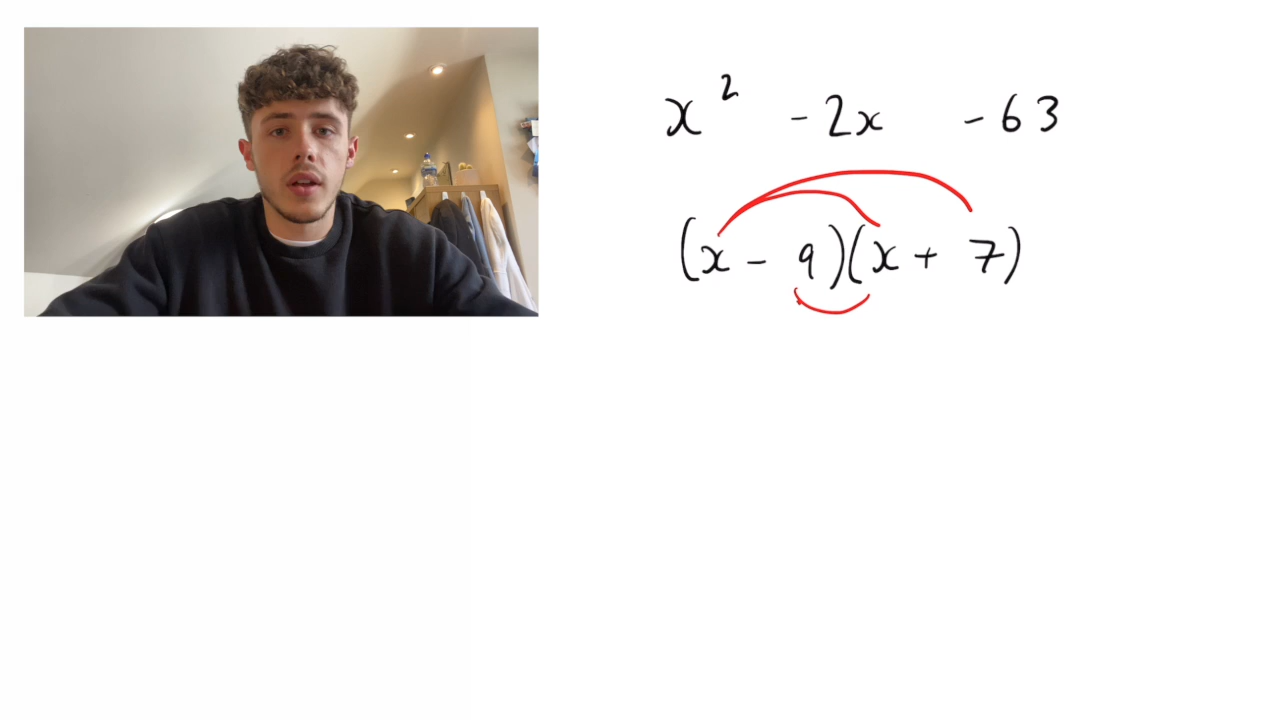 x² - 2x - 63
(x - 9)(x + 7)